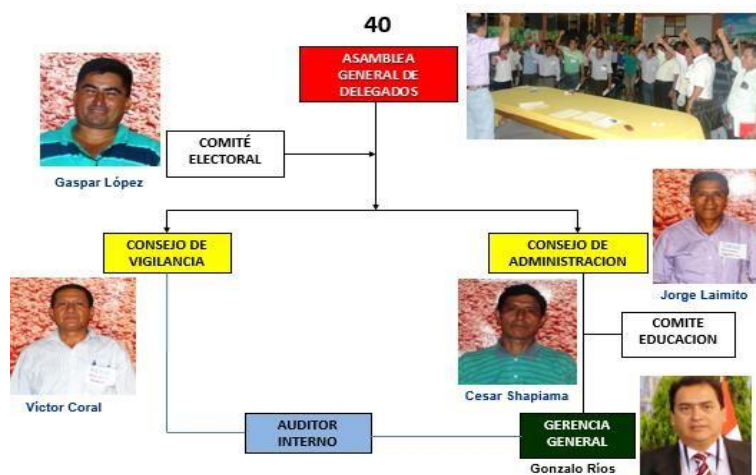 40
ASAMBLEA
GENERAL DE
DELEGADOS
COMITÉ
ELECTORAL
Gaspar López
CONSEJO DE
VIGILANCIA
CONSEJO DE
ADMINISTRACION
Jorge Laimito
COMITE
EDUCACION
Victor Coral
Cesar Shapiama
AUDITOR
INTERNO
GERENCIA
GENERAL
Gonzalo Ríos